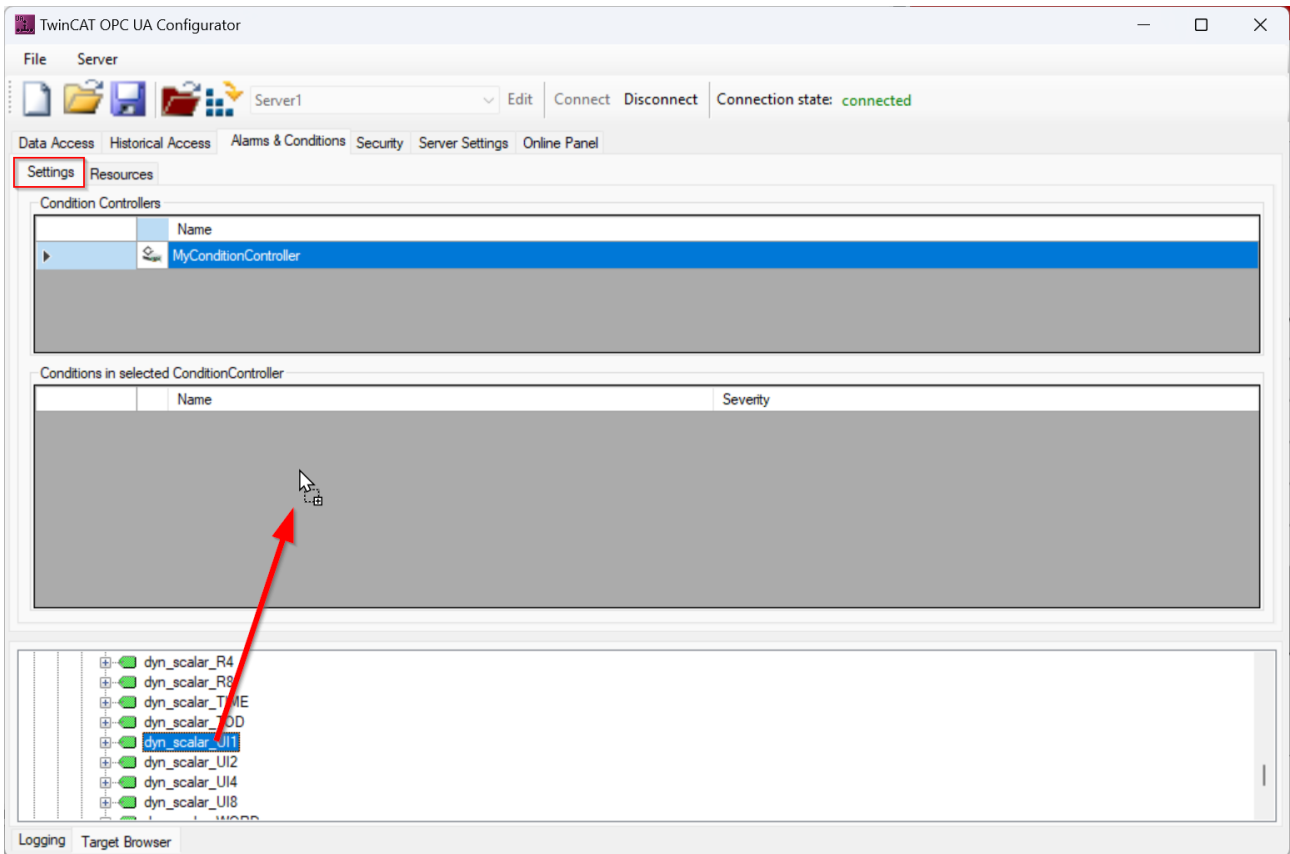 TwinCAT OPC UA Configurator
File Server
Server1 Edit Connect Disconnect Connection state: connected
Data Access Historical Access Alarms & Conditions Security Server Settings Online Panel
Settings Resources
Condition Controllers
Name
MyConditionController
Conditions in selected ConditionController
Name Severity
dyn_scalar_R4
dyn_scalar_R8
dyn_scalar_TIME
dyn_scalar_TOD
dyn_scalar_UI1
dyn_scalar_UI2
dyn_scalar_UI4
dyn_scalar_UI8
Logging Target Browser